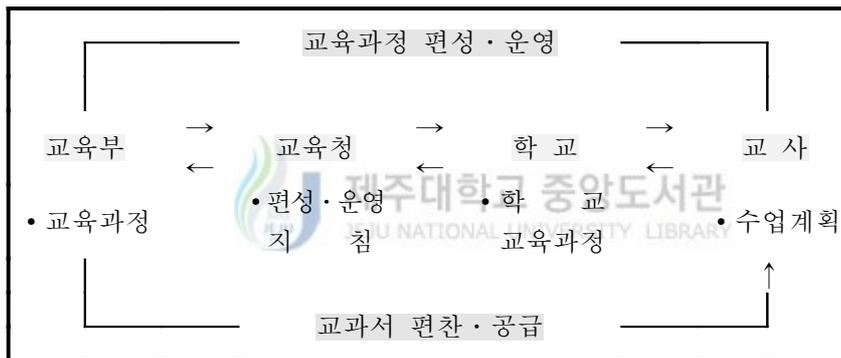 교육과정 편성·운영
교육부 → ← 교육청 → ← 학 교 → ← 교 사
• 교육과정 • 편성·운영 지 침 • 학 교 교육과정 • 수업계획
↑
교과서 편찬·공급
제주대학교 중앙도서관
JEJU NATIONAL UNIVERSITY LIBRARY
JEJU